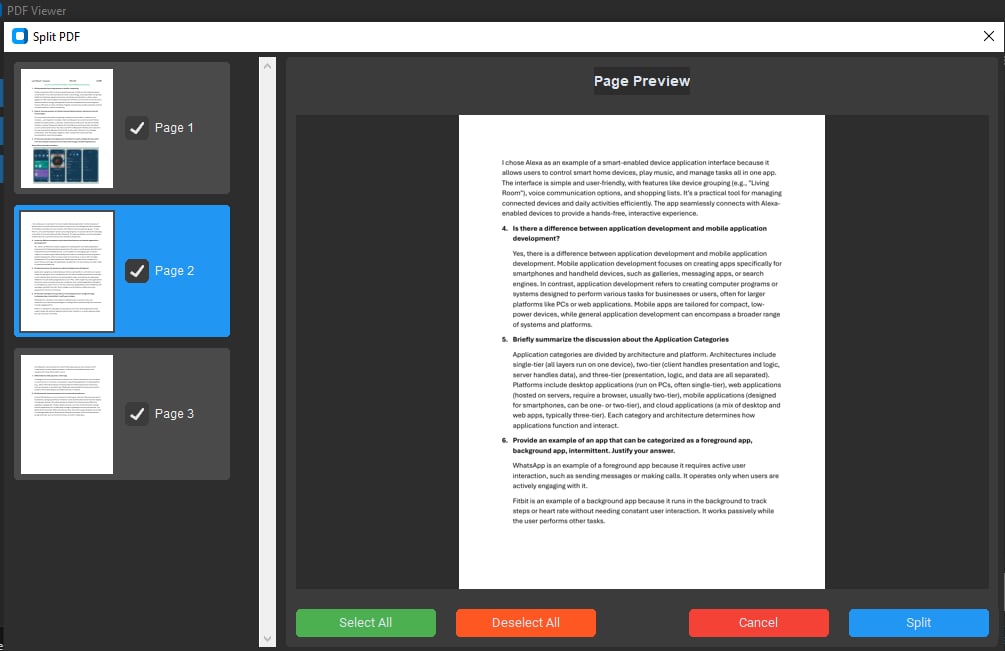 PDF Viewer
Split PDF
Page 1
Page 2
Page 3
Page Preview
I chose Alexa as an example of a smart-enabled device application interface because it
allows users to control smart home devices, play music, and manage tasks all in one app.
The interface is simple and user-friendly, with features like device grouping (e.g., "Living
Room"), voice communication options, and shopping lists. It's a practical tool for managing
connected devices and daily activities efficiently. The app seamlessly connects with Alexa-
enabled devices to provide a hands-free, interactive experience.
4. Is there a difference between application development and mobile application
development?
Yes, there is a difference between application development and mobile application
development. Mobile application development focuses on creating apps specifically for
smartphones and handheld devices, such as galleries, messaging apps, or search
engines. In contrast, application development refers to creating computer programs or
systems designed to perform various tasks for businesses or users, often for larger
platforms like PCs or web applications. Mobile apps are tailored for compact, low-
power devices, while general application development can encompass a broader range
of systems and platforms.
5. Briefly summarize the discussion about the Application Categories
Application categories are divided by architecture and platform. Architectures include
single-tier (all layers run on one device), two-tier (client handles presentation and logic,
server handles data), and three-tier (presentation, logic, and data are all separated).
Platforms include desktop applications (run on PCs, often single-tier), web applications
(hosted on servers, require a browser, usually two-tier), mobile applications (designed
for smartphones, can be one- or two-tier), and cloud applications (a mix of desktop and
web apps, typically three-tier). Each category and architecture determines how
applications function and interact.
6. Provide an example of an app that can be categorized as a foreground app,
background app, intermittent. Justify your answer.
WhatsApp is an example of a foreground app because it requires active user
interaction, such as sending messages or making calls. It operates only when users are
actively engaging with it.
Fitbit is an example of a background app because it runs in the background to track
steps or heart rate without needing constant user interaction. It works passively while
the user performs other tasks.
Select All
Deselect All
Cancel
Split